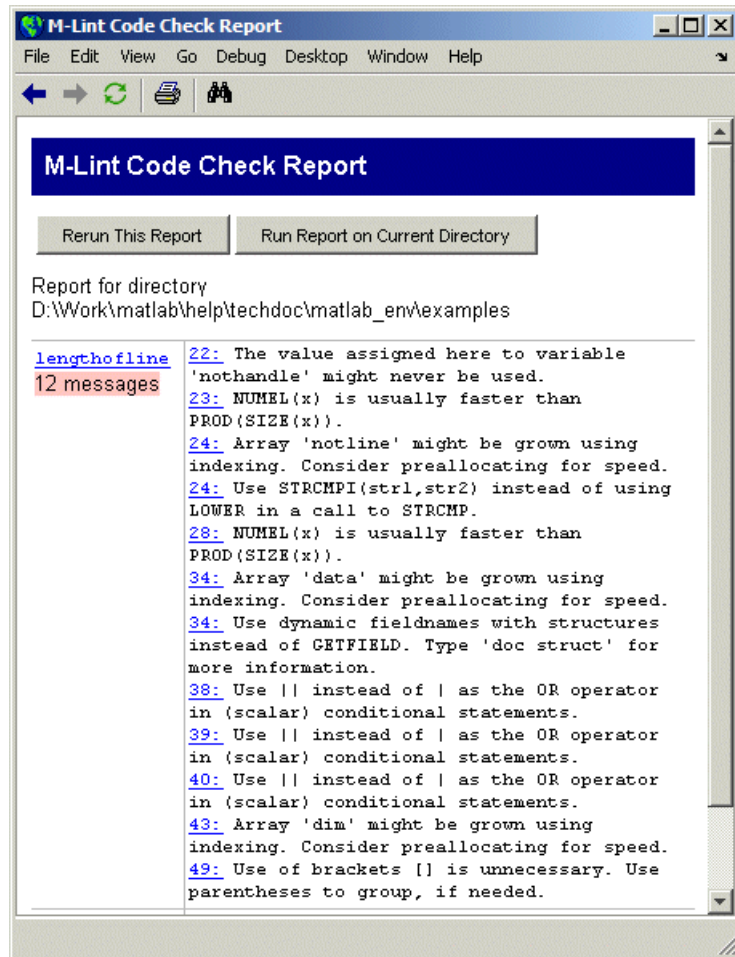 M-Lint Code Check Report
File Edit View Go Debug Desktop Window Help
M-Lint Code Check Report
Rerun This Report Run Report on Current Directory
Report for directory
D:\Work\matlab\help\techdoc\matlab_env\examples
lengthofline
12 messages
22: The value assigned here to variable
'nothandle' might never be used.
23: NUMEL(x) is usually faster than
PROD(SIZE(x)).
24: Array 'notline' might be grown using
indexing. Consider preallocating for speed.
24: Use STRCMPI(str1,str2) instead of using
LOWER in a call to STRCMP.
28: NUMEL(x) is usually faster than
PROD(SIZE(x)).
34: Array 'data' might be grown using
indexing. Consider preallocating for speed.
34: Use dynamic fieldnames with structures
instead of GETFIELD. Type 'doc struct' for
more information.
38: Use || instead of | as the OR operator
in (scalar) conditional statements.
39: Use || instead of | as the OR operator
in (scalar) conditional statements.
40: Use || instead of | as the OR operator
in (scalar) conditional statements.
43: Array 'dim' might be grown using
indexing. Consider preallocating for speed.
49: Use of brackets [] is unnecessary. Use
parentheses to group, if needed.